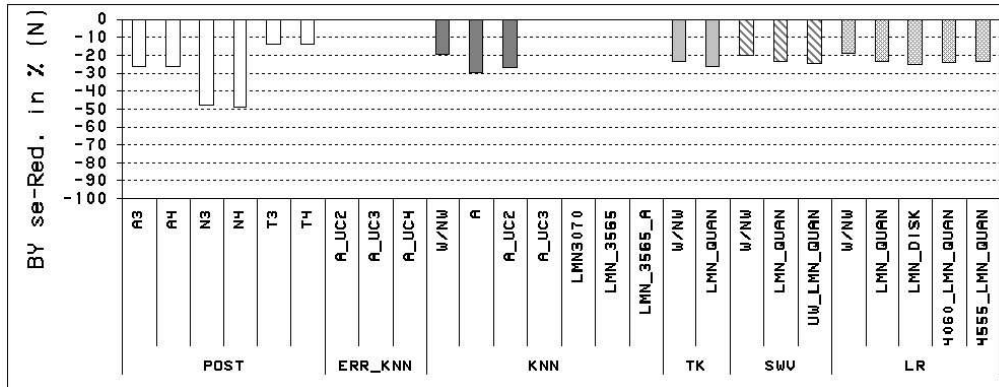 BY se-Red. in % (N)
0
-10
-20
-30
-40
-50
-60
-70
-80
-90
-100
A3
A4
N3
N4
T3
T4
A_UC2
A_UC3
A_UC4
W/NW
A
A_UC2
A_UC3
LMN3070
LMN_3565
LMN_3565_A
W/NW
LMN_QUAN
W/NW
LMN_QUAN
UW_LMN_QUAN
W/NW
LMN_QUAN
LMN_DISK
4060_LMN_QUAN
4555_LMN_QUAN
POST ERR_KNN KNN TK SWV LR